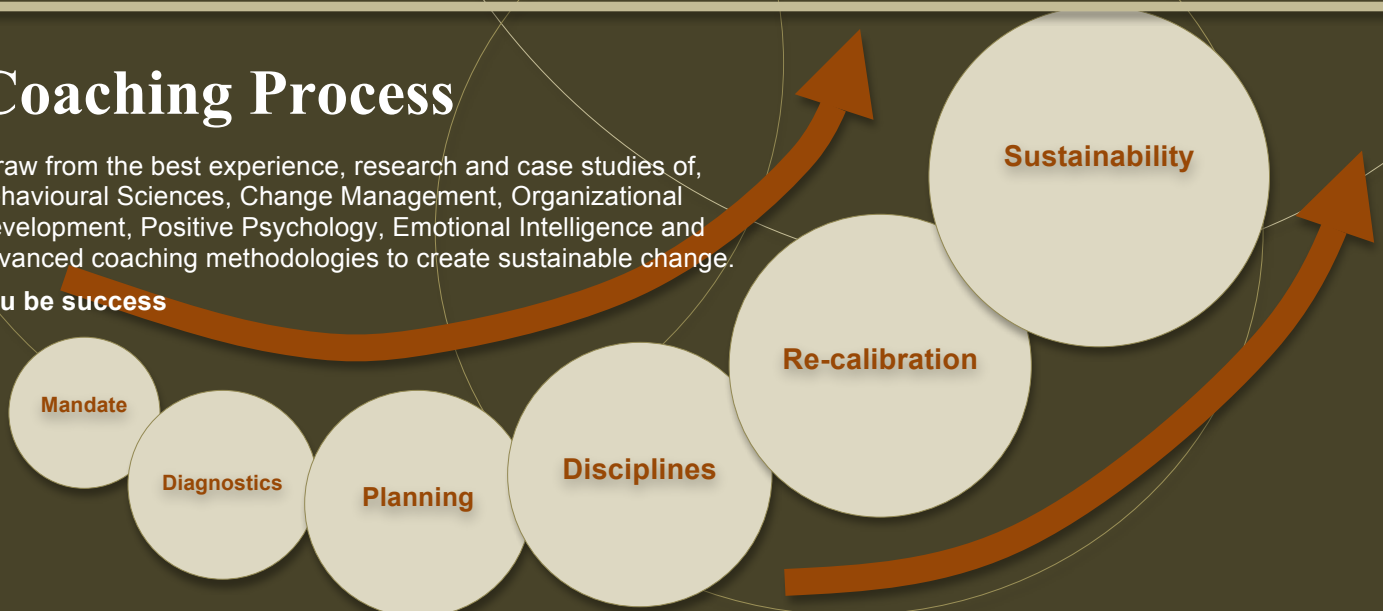 Coaching Process
raw from the best experience, research and case studies of,
havioural Sciences, Change Management, Organizational
evelopment, Positive Psychology, Emotional Intelligence and
vanced coaching methodologies to create sustainable change.
u be success
Mandate
Diagnostics
Planning
Disciplines
Re-calibration
Sustainability